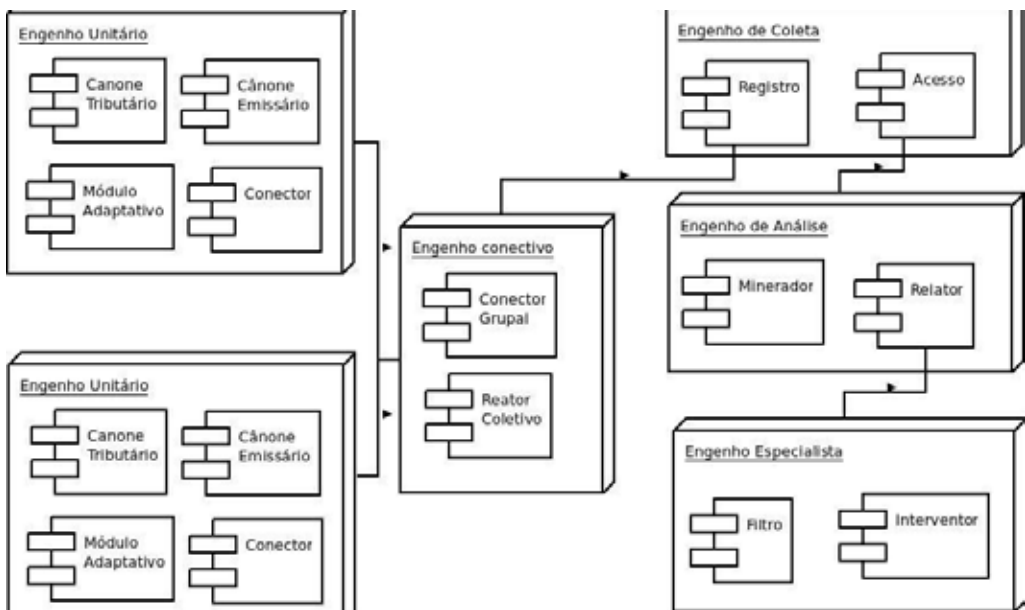 Engenho Unitário
Canone
Tributário
Cânone
Emissário
Módulo
Adaptativo
Conector
Engenho Unitário
Canone
Tributário
Cânone
Emissário
Módulo
Adaptativo
Conector
Engenho conectivo
Conector
Grupal
Reator
Coletivo
Engenho de Coleta
Registro
Acesso
Engenho de Análise
Minerador
Relator
Engenho Especialista
Filtro
Interventor